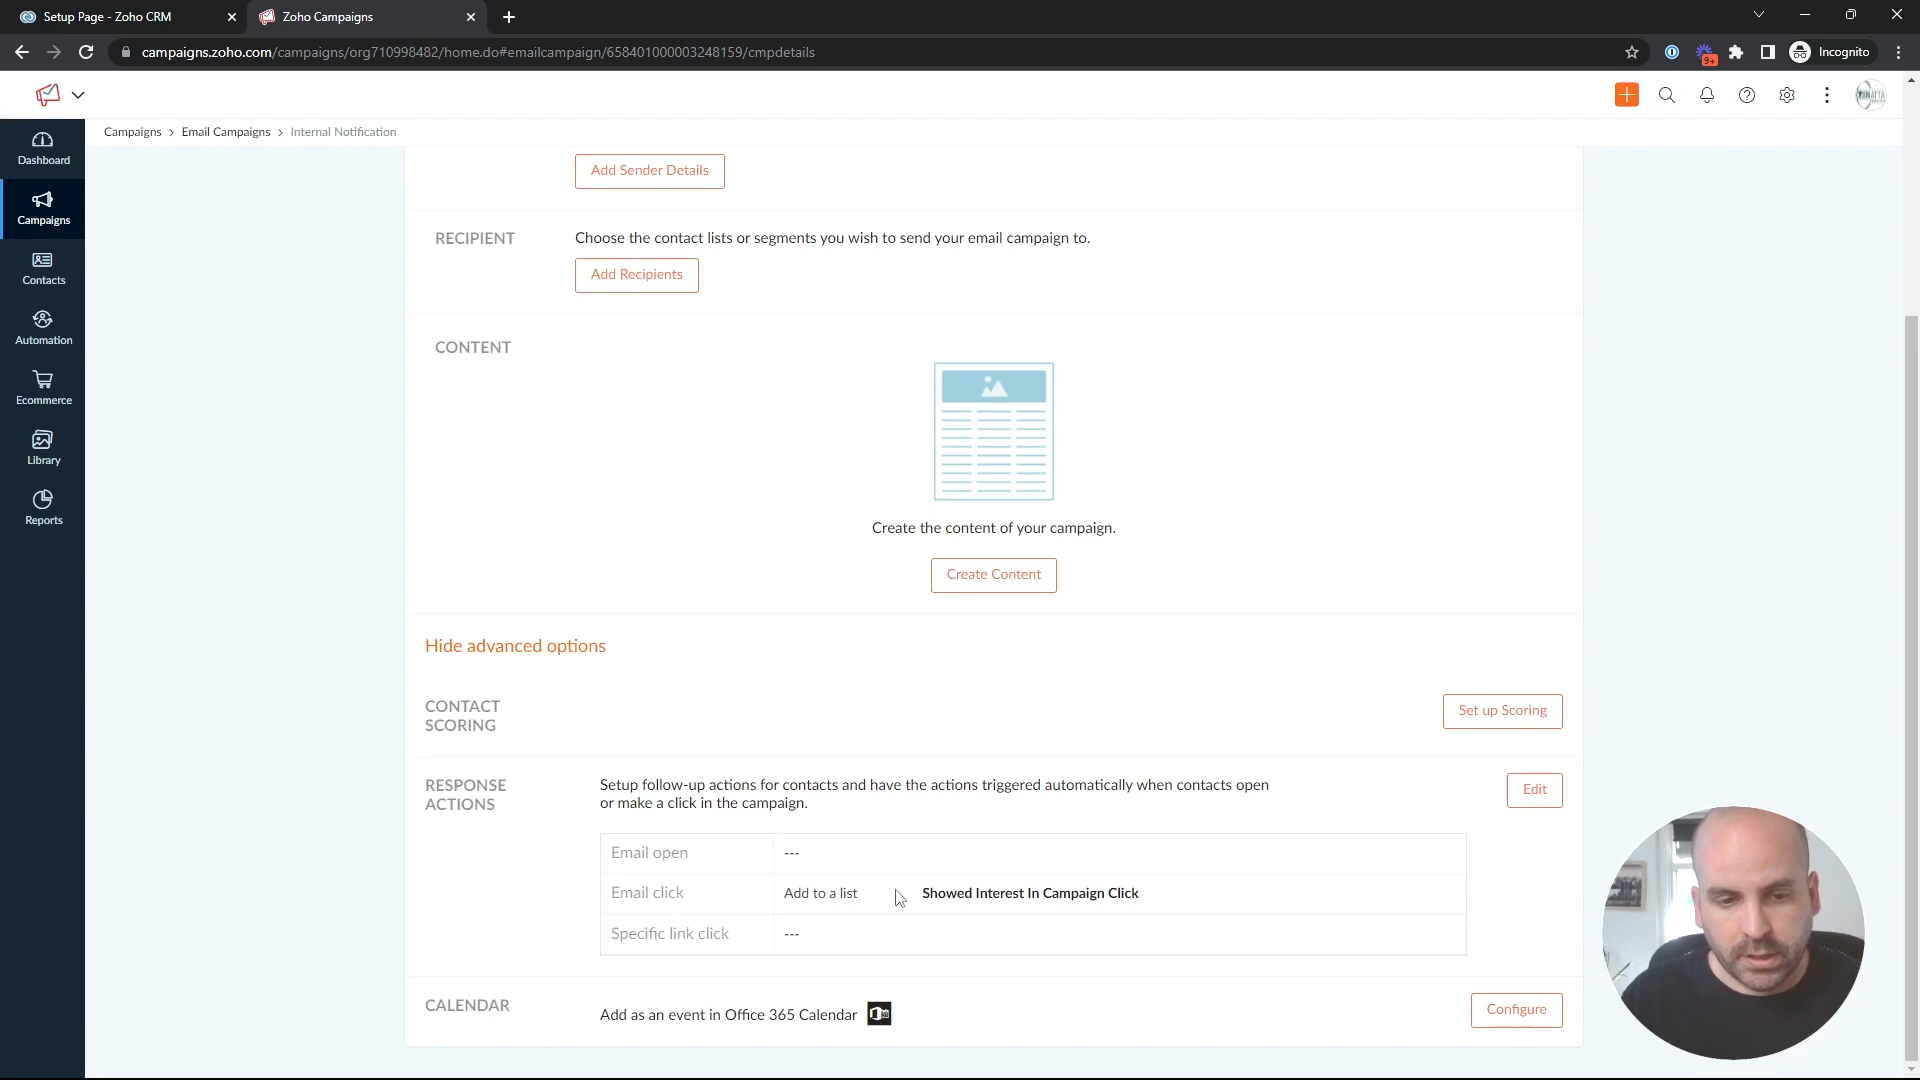 Setup Page - Zoho CRM
Zoho Campaigns
campaigns.zoho.com/campaigns/org710998482/home.do#emailcampaign/658401000003248159/cmpdetails
9+
Incognito
Campaigns > Email Campaigns > Internal Notification
Dashboard
Campaigns
Contacts
Automation
Ecommerce
Library
Reports
Add Sender Details
RECIPIENT
Choose the contact lists or segments you wish to send your email campaign to.
Add Recipients
CONTENT
Create the content of your campaign.
Create Content
Hide advanced options
CONTACT
SCORING
Set up Scoring
RESPONSE
ACTIONS
Setup follow-up actions for contacts and have the actions triggered automatically when contacts open
or make a click in the campaign.
Edit
Email open ---
Email click Add to a list Showed Interest In Campaign Click
Specific link click ---
CALENDAR
Add as an event in Office 365 Calendar
Configure